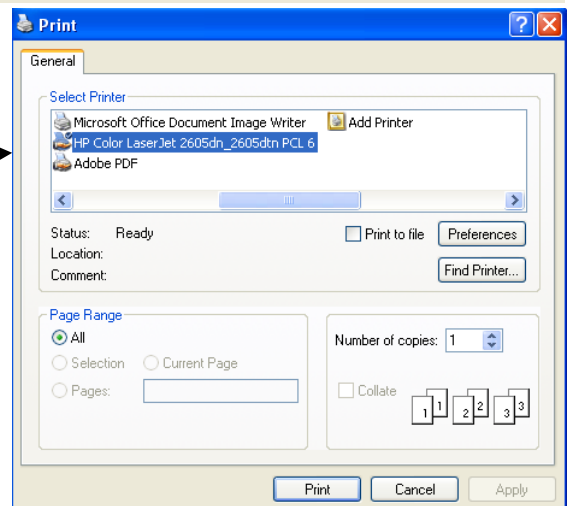 Print
General
Select Printer
Microsoft Office Document Image Writer Add Printer
HP Color LaserJet 2605dn_2605dtn PCL 6
Adobe PDF
Status: Ready Print to file Preferences
Location:
Comment: Find Printer...
Page Range
All Number of copies: 1
Selection Current Page
Pages: Collate
1 1 2 2 3 3
Print Cancel Apply